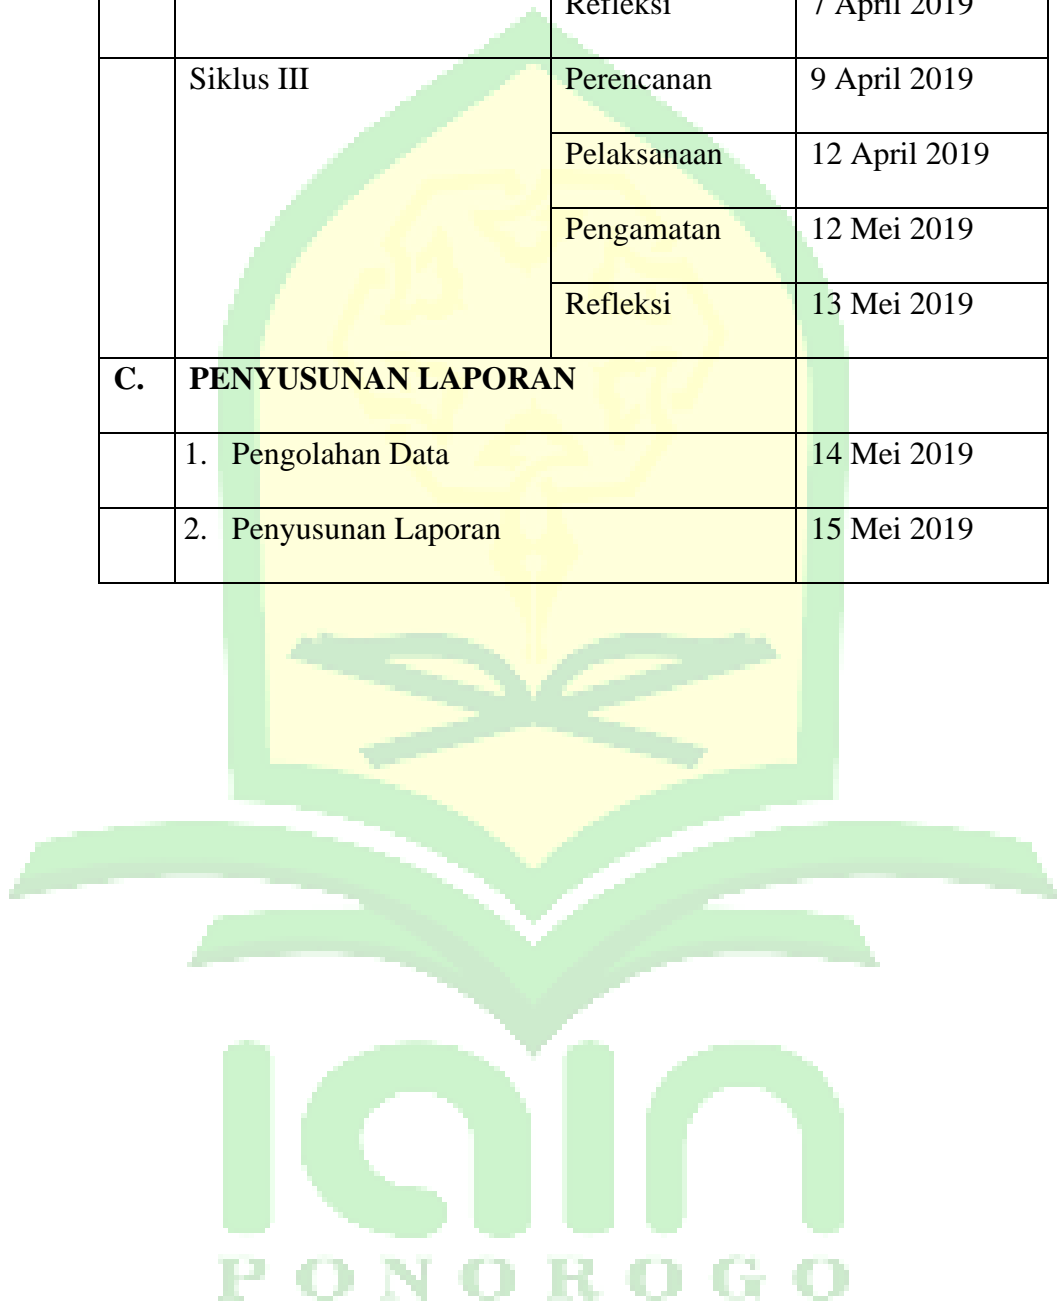 Refleksi 7 April 2019
Siklus III Perencanan 9 April 2019
Pelaksanaan 12 April 2019
Pengamatan 12 Mei 2019
Refleksi 13 Mei 2019
C. PENYUSUNAN LAPORAN
1. Pengolahan Data 14 Mei 2019
2. Penyusunan Laporan 15 Mei 2019
iain
PONOROGO